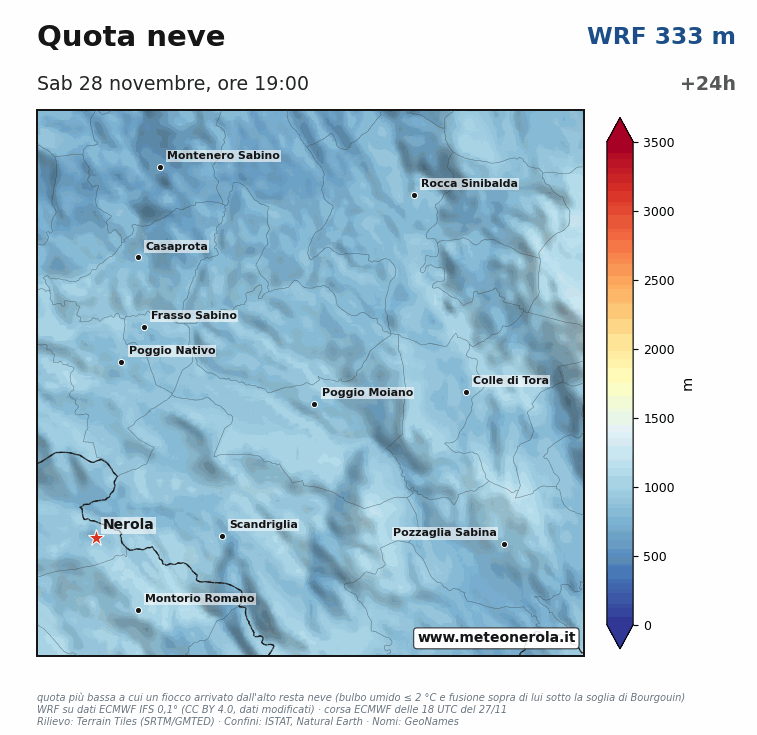 Quota neve
WRF 333 m
Sab 28 novembre, ore 19:00
+24h
Montenero Sabino
Rocca Sinibalda
Casaprota
Frasso Sabino
Poggio Nativo
Poggio Moiano
Colle di Tora
Nerola
Scandriglia
Pozzaglia Sabina
Montorio Romano
www.meteonerola.it
3500
3000
2500
2000
1500
1000
500
0
m
quota più bassa a cui un fiocco arrivato dall'alto resta neve (bulbo umido ≤ 2 °C e fusione sopra di lui sotto la soglia di Bourgouin)
WRF su dati ECMWF IFS 0,1° (CC BY 4.0, dati modificati) · corsa ECMWF delle 18 UTC del 27/11
Rilievo: Terrain Tiles (SRTM/GMTED) · Confini: ISTAT, Natural Earth · Nomi: GeoNames